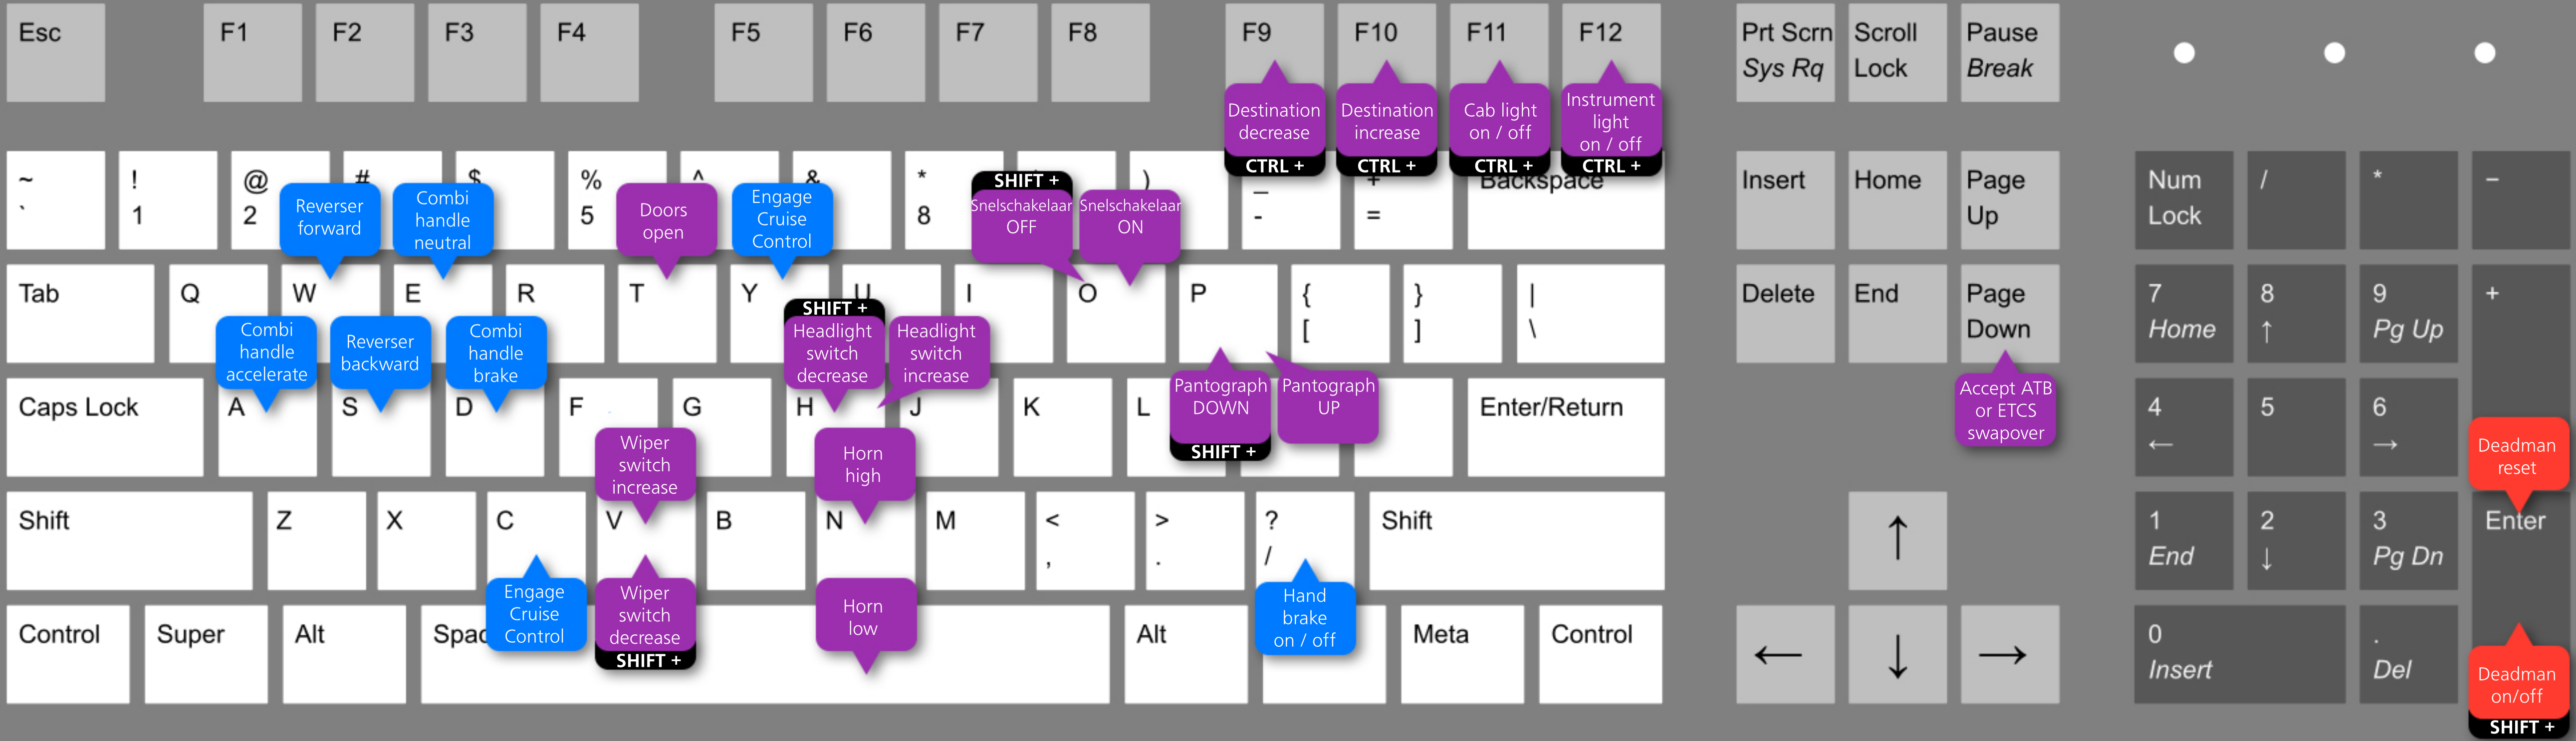 Esc
F1
F2
F3
F4
F5
F6
F7
F8
F9
F10
F11
F12
Prt Scrn
Sys Rq
Scroll
Lock
Pause
Break
Destination
decrease
CTRL +
Destination
increase
CTRL +
Cab light
on / off
CTRL +
Instrument
light
on / off
CTRL +
~
`
!
1
@
2
#
$
%
5
^
&
*
8
)
_
-
+
=
Backspace
Insert
Home
Page
Up
Num
Lock
/
*
−
Reverser
forward
Combi
handle
neutral
Doors
open
Engage
Cruise
Control
SHIFT +
Snelschakelaar
OFF
Snelschakelaar
ON
Tab
Q
W
E
R
T
Y
U
I
O
P
{
[
}
]
|
\
Delete
End
Page
Down
7
Home
8
↑
9
Pg Up
+
Combi
handle
accelerate
Reverser
backward
Combi
handle
brake
SHIFT +
Headlight
switch
decrease
Headlight
switch
increase
Pantograph
DOWN
SHIFT +
Pantograph
UP
Accept ATB
or ETCS
swapover
Caps Lock
A
S
D
F
G
H
J
K
L
Enter/Return
4
←
5
6
→
Wiper
switch
increase
Horn
high
Deadman
reset
Shift
Z
X
C
V
B
N
M
<
,
>
.
?
/
Shift
↑
1
End
2
↓
3
Pg Dn
Enter
Engage
Cruise
Control
Wiper
switch
decrease
SHIFT +
Horn
low
Hand
brake
on / off
Control
Super
Alt
Spac
Alt
Meta
Control
←
↓
→
0
Insert
.
Del
Deadman
on/off
SHIFT +